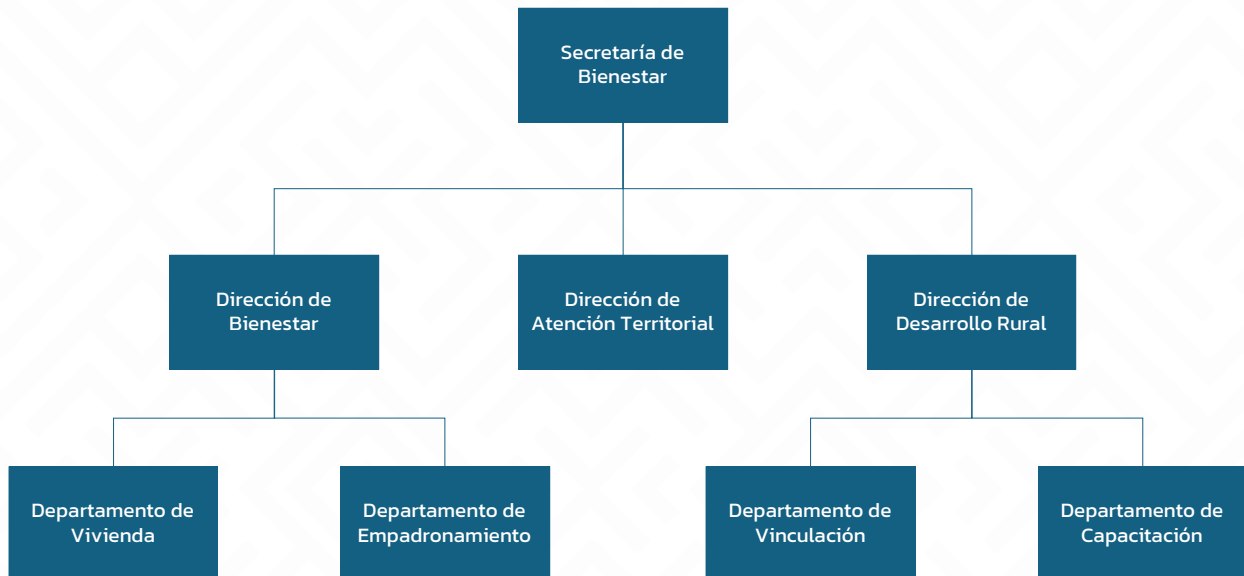 Secretaría de
Bienestar
Dirección de
Bienestar
Dirección de
Atención Territorial
Dirección de
Desarrollo Rural
Departamento de
Vivienda
Departamento de
Empadronamiento
Departamento de
Vinculación
Departamento de
Capacitación